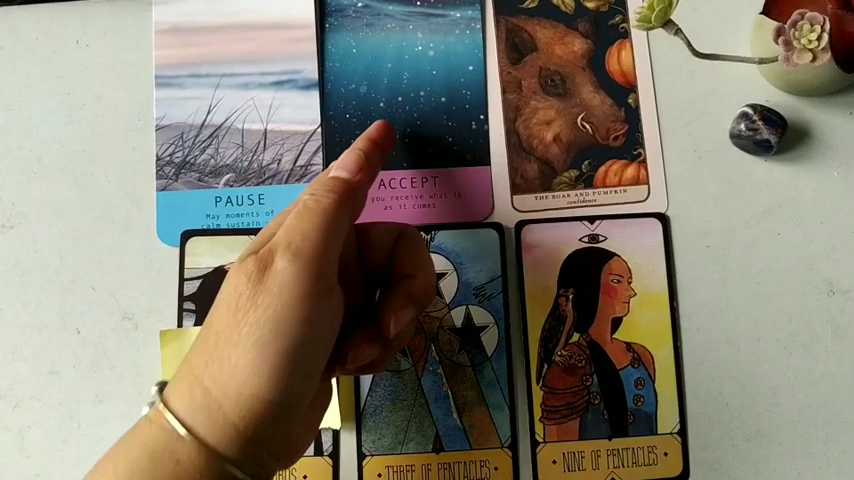 PAUSE
May moments of
calm sustain
ACCEPT
you receive what is,
as it comes
THE BOAR AND PUMPKIN
confidence
THREE OF PENTACLES
NINE OF PENTACLES